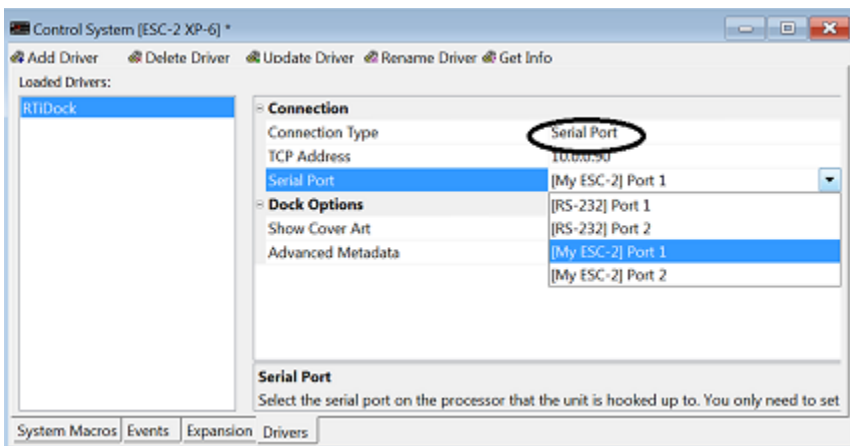 Control System [ESC-2 XP-6] *
Add Driver Delete Driver Update Driver Rename Driver Get Info
Loaded Drivers:
RTiDock
Connection
Connection Type Serial Port
TCP Address 10.0.0.90
Serial Port [My ESC-2] Port 1
[RS-232] Port 1
Dock Options
[RS-232] Port 2
Show Cover Art
[My ESC-2] Port 1
Advanced Metadata
[My ESC-2] Port 2
Serial Port
Select the serial port on the processor that the unit is hooked up to. You only need to set
System Macros Events Expansion Drivers